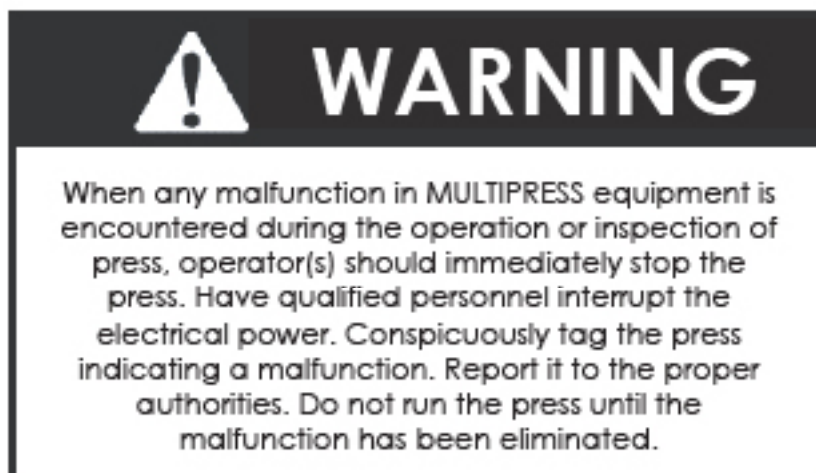 WARNING
When any malfunction in MULTIPRESS equipment is
encountered during the operation or inspection of
press, operator(s) should immediately stop the
press. Have qualified personnel interrupt the
electrical power. Conspicuously tag the press
indicating a malfunction. Report it to the proper
authorities. Do not run the press until the
malfunction has been eliminated.